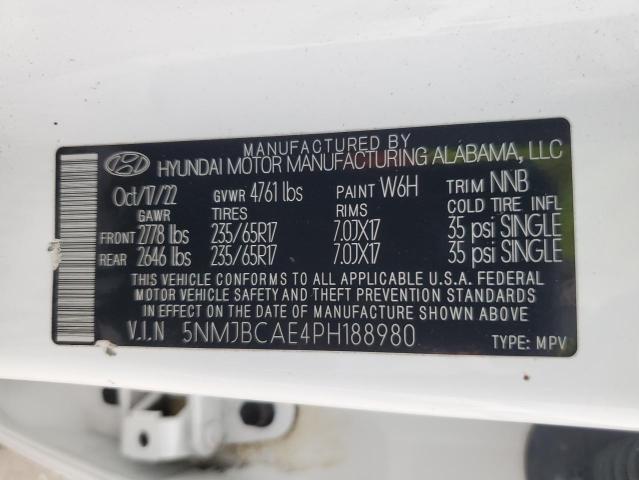 MANUFACTURED BY
HYUNDAI MOTOR MANUFACTURING ALABAMA, LLC
Oct/17/22 GVWR 4761 lbs PAINT W6H TRIM NNB
GAWR TIRES RIMS COLD TIRE INFL
FRONT 2778 lbs 235/65R17 7.0JX17 35 psi SINGLE
REAR 2646 lbs 235/65R17 7.0JX17 35 psi SINGLE
THIS VEHICLE CONFORMS TO ALL APPLICABLE U.S.A. FEDERAL
MOTOR VEHICLE SAFETY AND THEFT PREVENTION STANDARDS
IN EFFECT ON THE DATE OF MANUFACTURE SHOWN ABOVE
V.I.N 5NMJBCAE4PH188980 TYPE: MPV